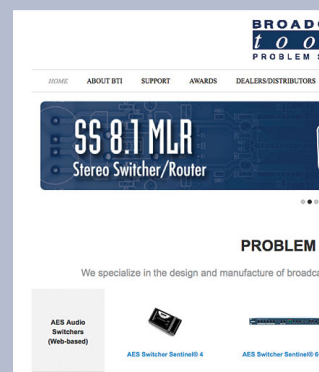 BROADC
t o o
PROBLEM S
HOME ABOUT BTI SUPPORT AWARDS DEALERS/DISTRIBUTORS
SS 8.1 MLR
Stereo Switcher/Router
PROBLEM
We specialize in the design and manufacture of broadca
AES Audio
Switchers
(Web-based)
AES Switcher Sentinel® 4 AES Switcher Sentinel® 6